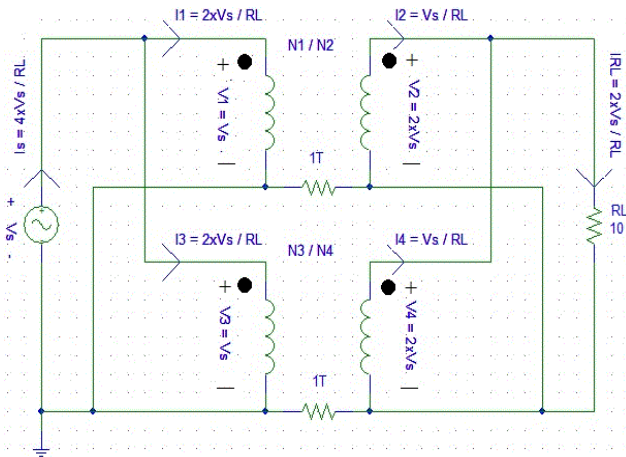 I1 = 2xVs / RL
I2 = Vs / RL
N1 / N2
Is = 4xVs / RL
+
V1 = Vs
—
+
V2 = 2xVs
—
IRL = 2xVs / RL
1T
+
Vs
-
RL
10
I3 = 2xVs / RL
I4 = Vs / RL
N3 / N4
+
V3 = Vs
—
+
V4 = 2xVs
—
1T